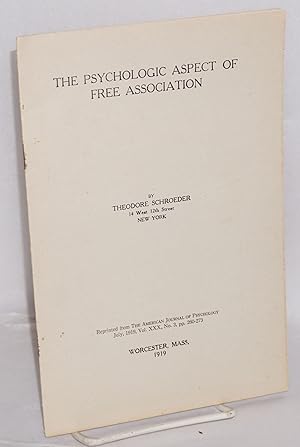 THE PSYCHOLOGIC ASPECT OF
FREE ASSOCIATION
BY
THEODORE SCHROEDER
14 West 12th Street
NEW YORK
Reprinted from THE AMERICAN JOURNAL OF PSYCHOLOGY
July, 1919, Vol. XXX, No. 3, pp. 260-273
WORCESTER, MASS.
1919